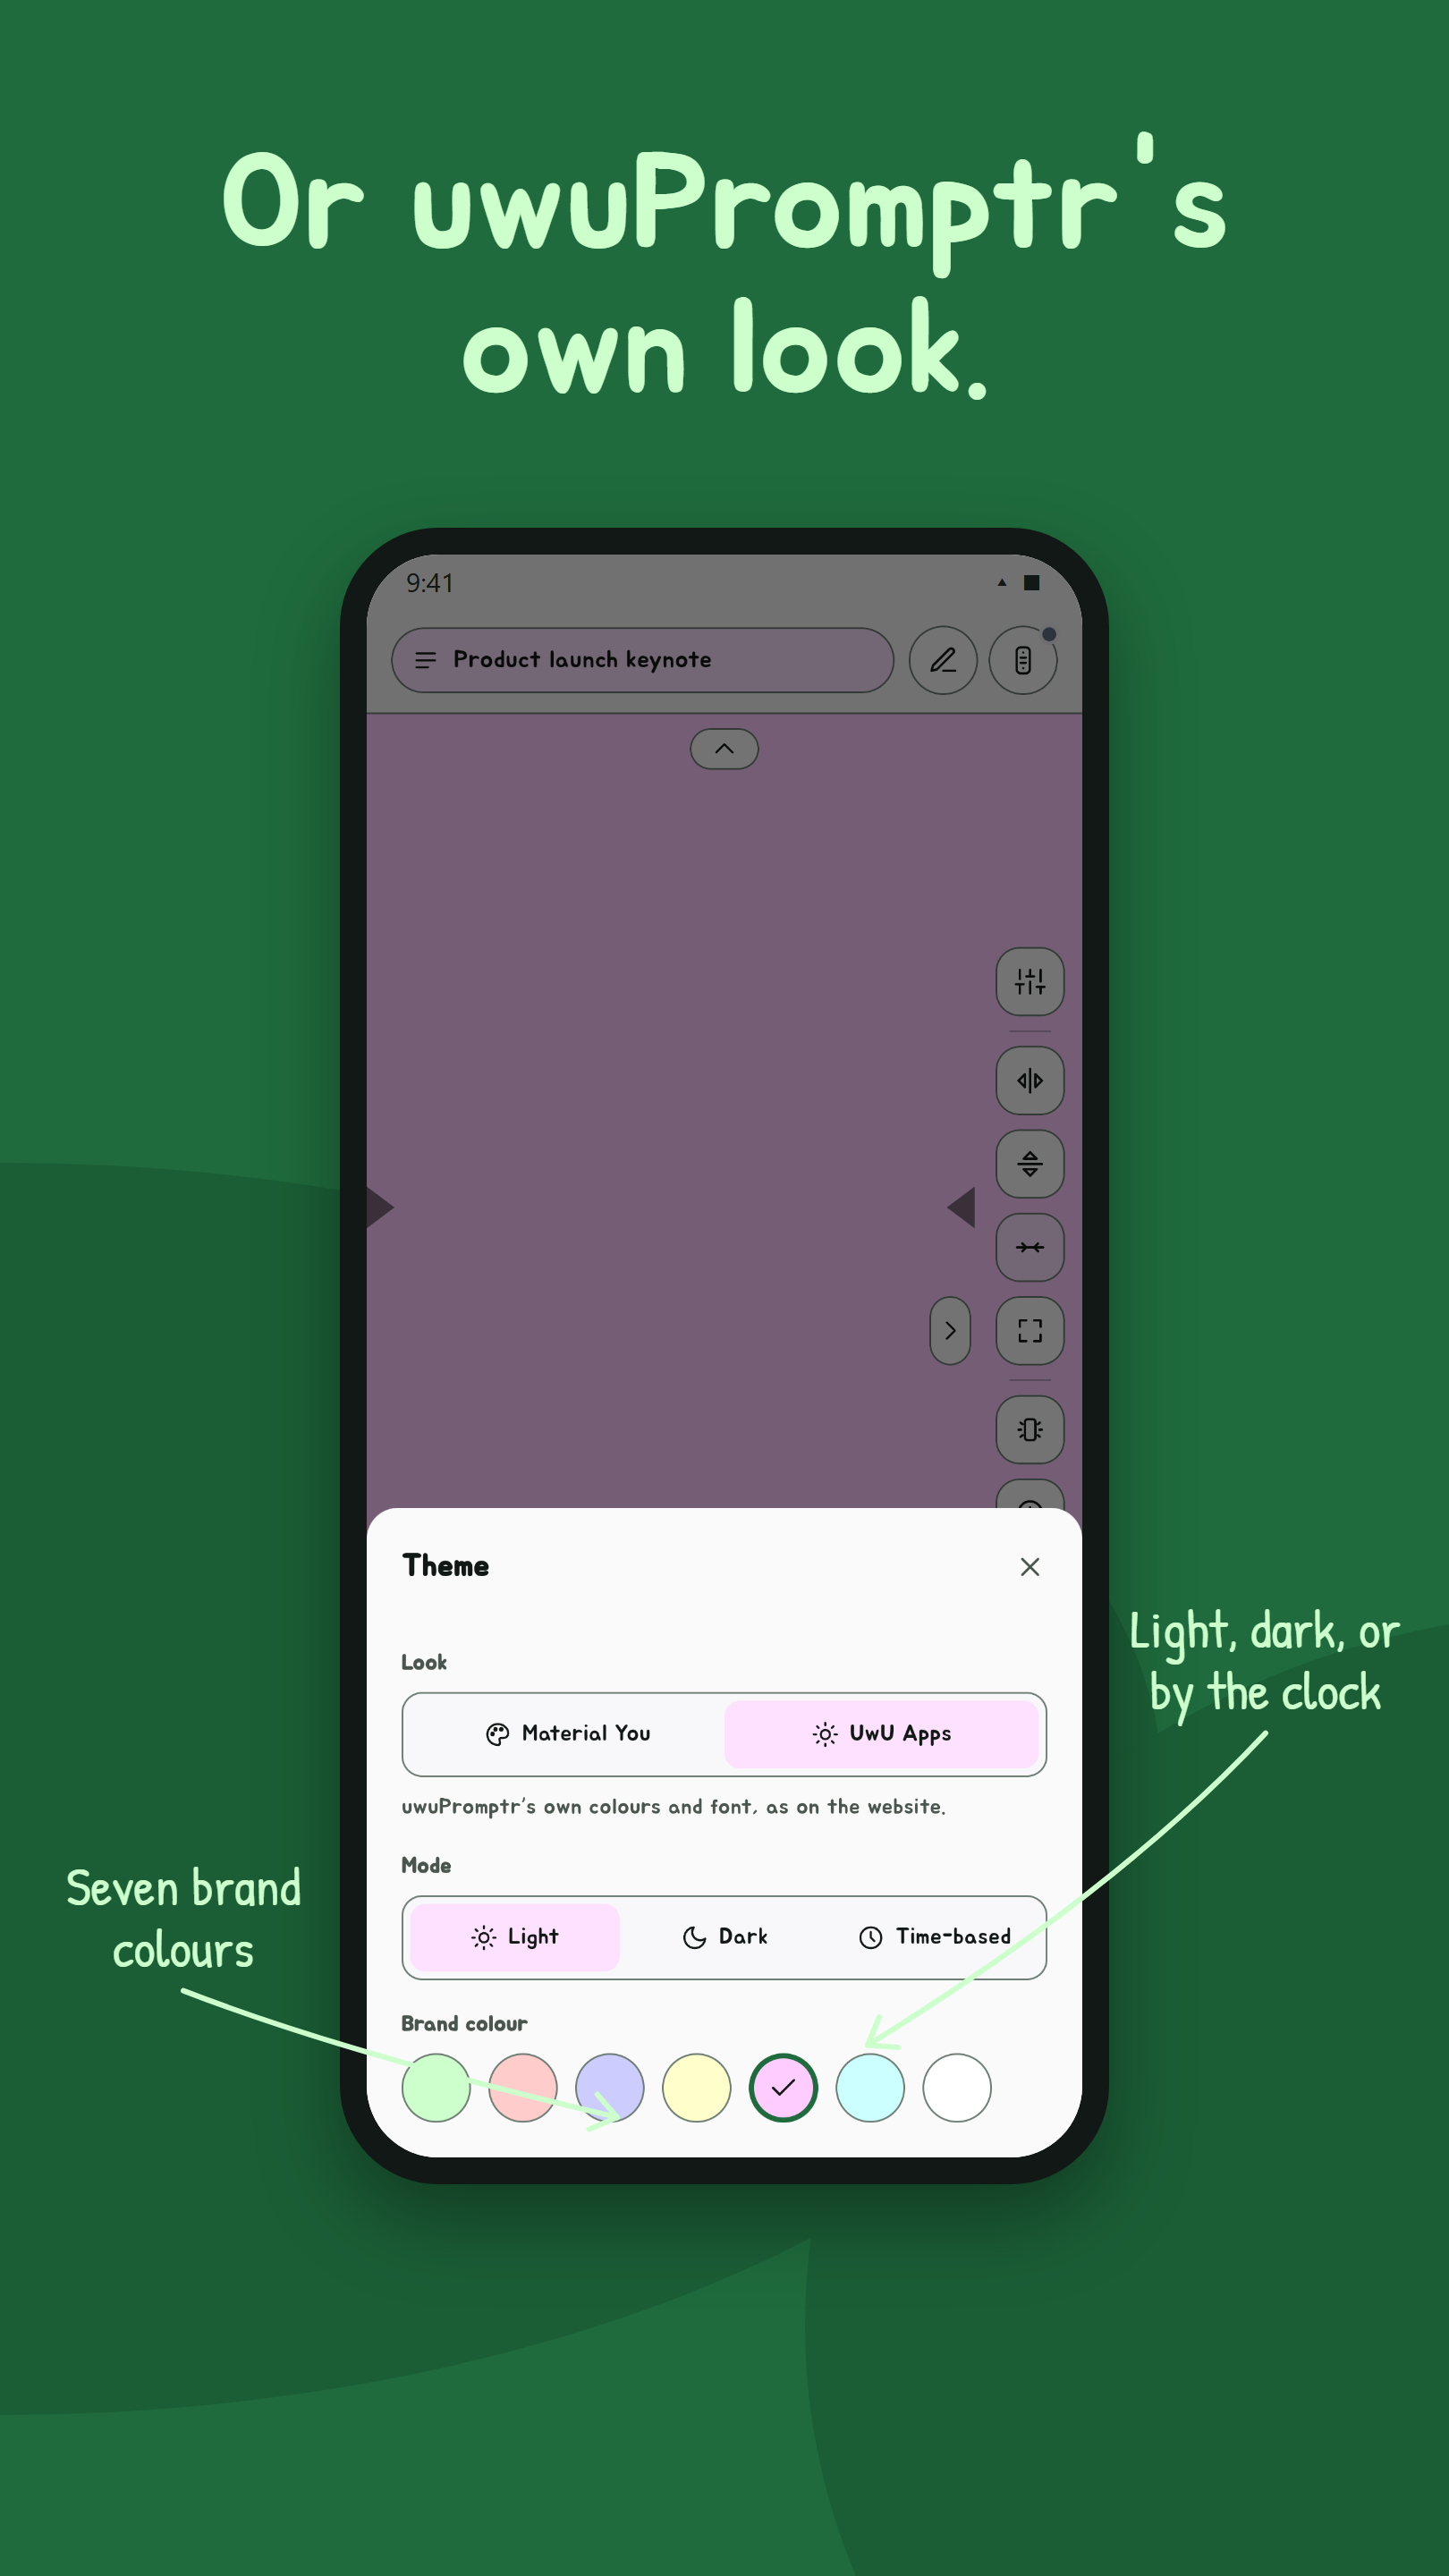 Or uwuPromptr's
own look.
9:41
Product launch keynote
Theme
Light, dark, or
by the clock
Look
Material You
UwU Apps
uwuPromptr's own colours and font, as on the website.
Mode
Seven brand
colours
Light
Dark
Time-based
Brand colour